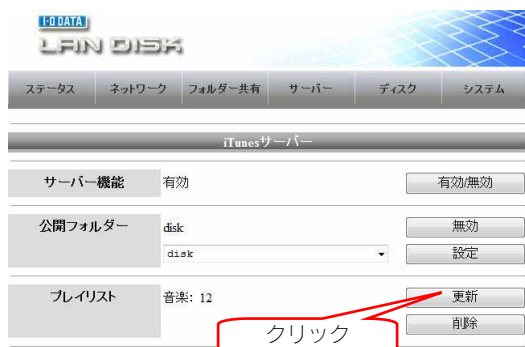 I-O DATA
LAN DISK
ステータス ネットワーク フォルダー共有 サーバー ディスク システム
iTunesサーバー
サーバー機能 有効 有効/無効
公開フォルダー disk 無効
disk 設定
プレイリスト 音楽: 12 更新
クリック 削除